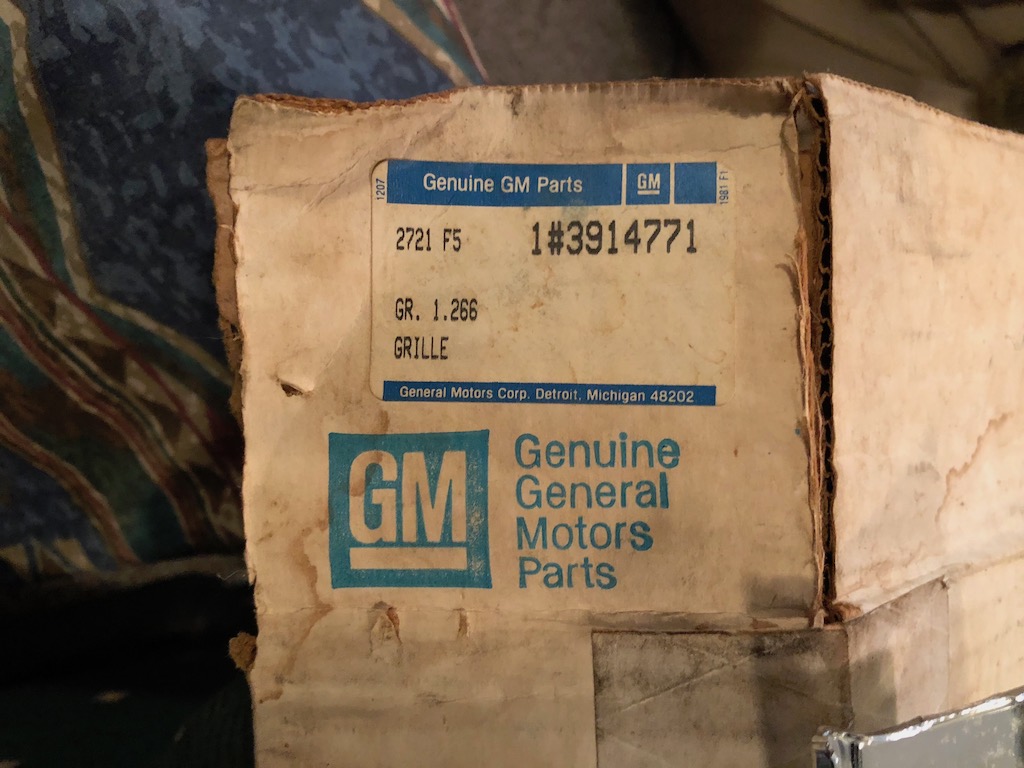 1207
Genuine GM Parts
GM
1981 F1
2721 F5
1#3914771
GR. 1.266
GRILLE
General Motors Corp. Detroit, Michigan 48202
GM
Genuine
General
Motors
Parts